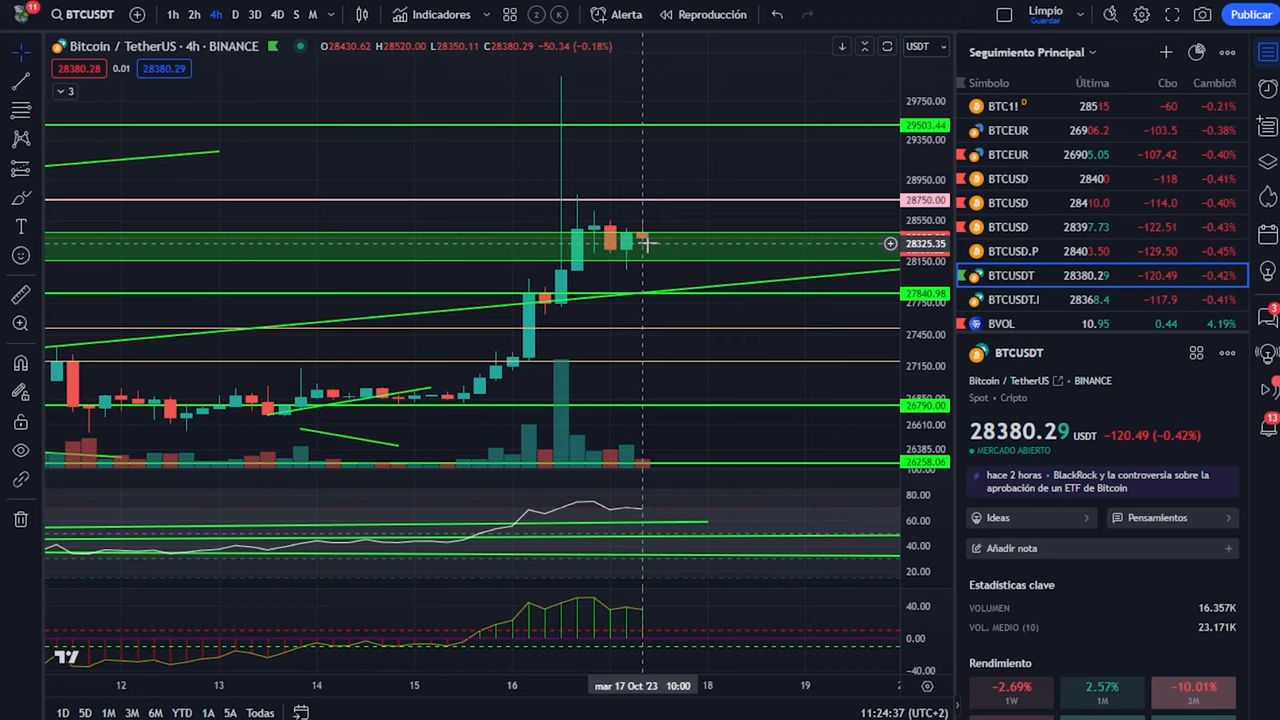 11
BTCUSDT
1h 2h 4h D 3D 4D S M
Indicadores
2
K
Alerta
Reproducción
Limpio
Guardar
Publicar
Bitcoin / TetherUS · 4h · BINANCE
O28430.62 H28520.00 L28350.11 C28380.29 −50.34 (−0.18%)
USDT
28380.28 0.01 28380.29
3
29750.00
29503.44
29350.00
28950.00
28750.00
28550.00
28325.35
28150.00
27840.98
27750.00
27450.00
27150.00
26790.00
26610.00
26385.00
26258.06
80.00
60.00
40.00
20.00
40.00
0.00
−40.00
12 13 14 15 16 mar 17 Oct '23 10:00 18 19
1D 5D 1M 3M 6M YTD 1A 5A Todas
11:24:37 (UTC+2)
Seguimiento Principal
Símbolo Última Cbo Cambio%
BTC1! D 28515 −60 −0.21%
BTCEUR 26906.2 −103.5 −0.38%
BTCEUR 26905.05 −107.42 −0.40%
BTCUSD 28400 −118 −0.41%
BTCUSD 28410.0 −114.0 −0.40%
BTCUSD 28397.73 −122.51 −0.43%
BTCUSD.P 28403.50 −129.50 −0.45%
BTCUSDT 28380.29 −120.49 −0.42%
BTCUSDT.I 28368.4 −117.9 −0.41%
BVOL 10.95 0.44 4.19%
BTCUSDT
Bitcoin / TetherUS BINANCE
Spot • Cripto
28380.29 USDT −120.49 (−0.42%)
MERCADO ABIERTO
hace 2 horas • BlackRock y la controversia sobre la
aprobación de un ETF de Bitcoin
Ideas
Pensamientos
Añadir nota
Estadísticas clave
VOLUMEN 16.357K
VOL. MEDIO (10) 23.171K
Rendimiento
−2.69% 2.57% −10.01%
1W 1M 3M
3
13